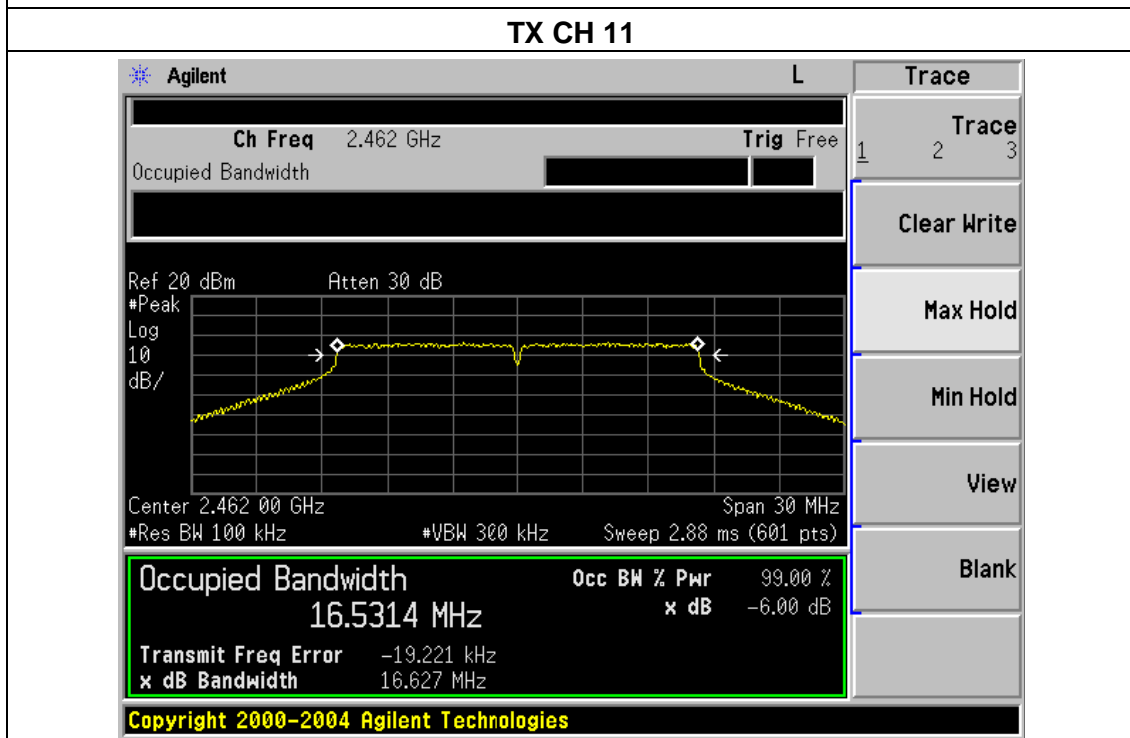 TX CH 11
Agilent L Trace
Ch Freq 2.462 GHz Trig Free
Occupied Bandwidth
Trace
1 2 3
Clear Write
Max Hold
Min Hold
View
Blank
Ref 20 dBm Atten 30 dB
#Peak
Log
10
dB/
Center 2.462 00 GHz Span 30 MHz
#Res BW 100 kHz #VBW 300 kHz Sweep 2.88 ms (601 pts)
Occupied Bandwidth Occ BW % Pwr 99.00 %
16.5314 MHz x dB -6.00 dB
Transmit Freq Error -19.221 kHz
x dB Bandwidth 16.627 MHz
Copyright 2000-2004 Agilent Technologies